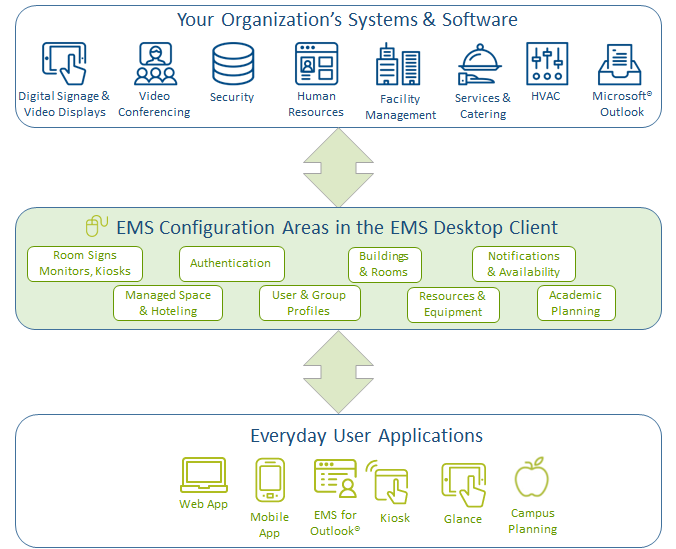 Your Organization's Systems & Software
Digital Signage &
Video Displays
Video
Conferencing
Security
Human
Resources
Facility
Management
Services &
Catering
HVAC
Microsoft®
Outlook
EMS Configuration Areas in the EMS Desktop Client
Room Signs
Monitors, Kiosks
Authentication
Buildings
& Rooms
Notifications
& Availability
Managed Space
& Hoteling
User & Group
Profiles
Resources &
Equipment
Academic
Planning
Everyday User Applications
Web App
Mobile
App
EMS for
Outlook®
Kiosk
Glance
Campus
Planning